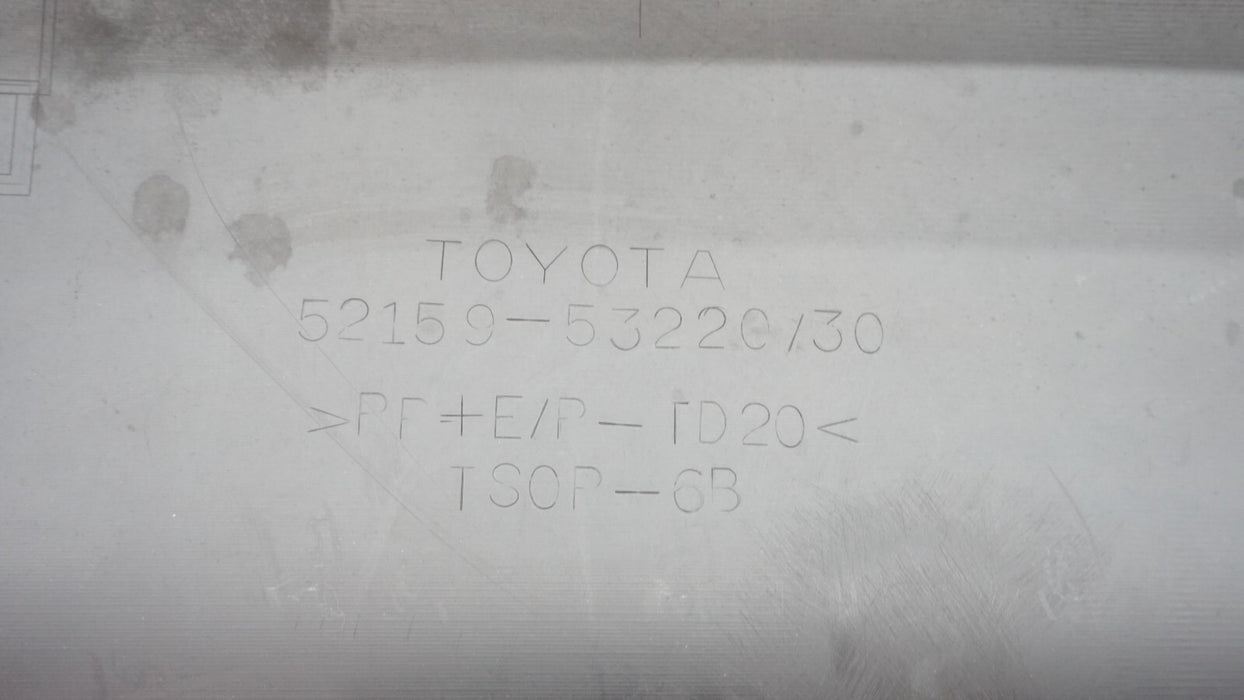 TOYOTA
52159-53220/30
>PP+E/P-TD20<
TSOP-6B